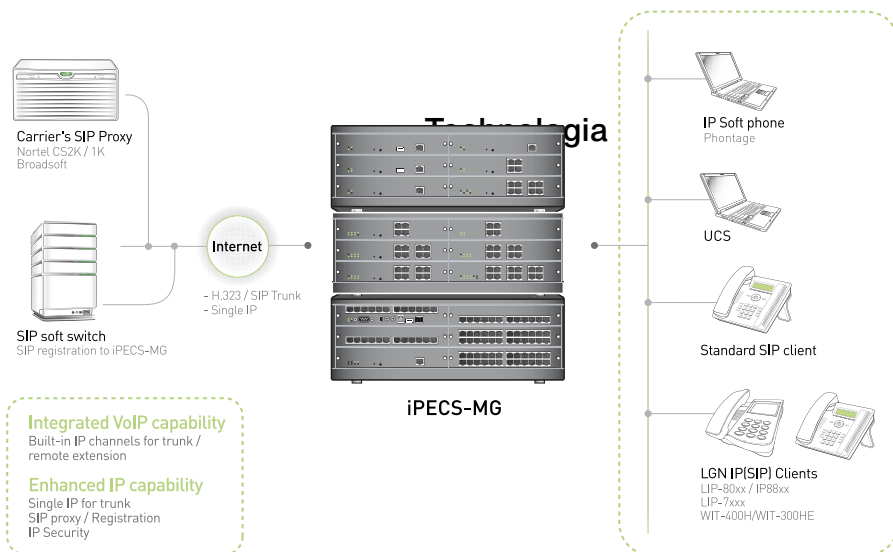 Technologia
Carrier's SIP Proxy
Nortel CS2K / 1K
Broadsoft
SIP soft switch
SIP registration to iPECS-MG
Internet
- H.323 / SIP Trunk
- Single IP
iPECS-MG
IP Soft phone
Phontage
UCS
Standard SIP client
LGN IP(SIP) Clients
LIP-80xx / IP88xx
LIP-7xxx
WIT-400H/WIT-300HE
Integrated VoIP capability
Built-in IP channels for trunk /
remote extension
Enhanced IP capability
Single IP for trunk
SIP proxy / Registration
IP Security